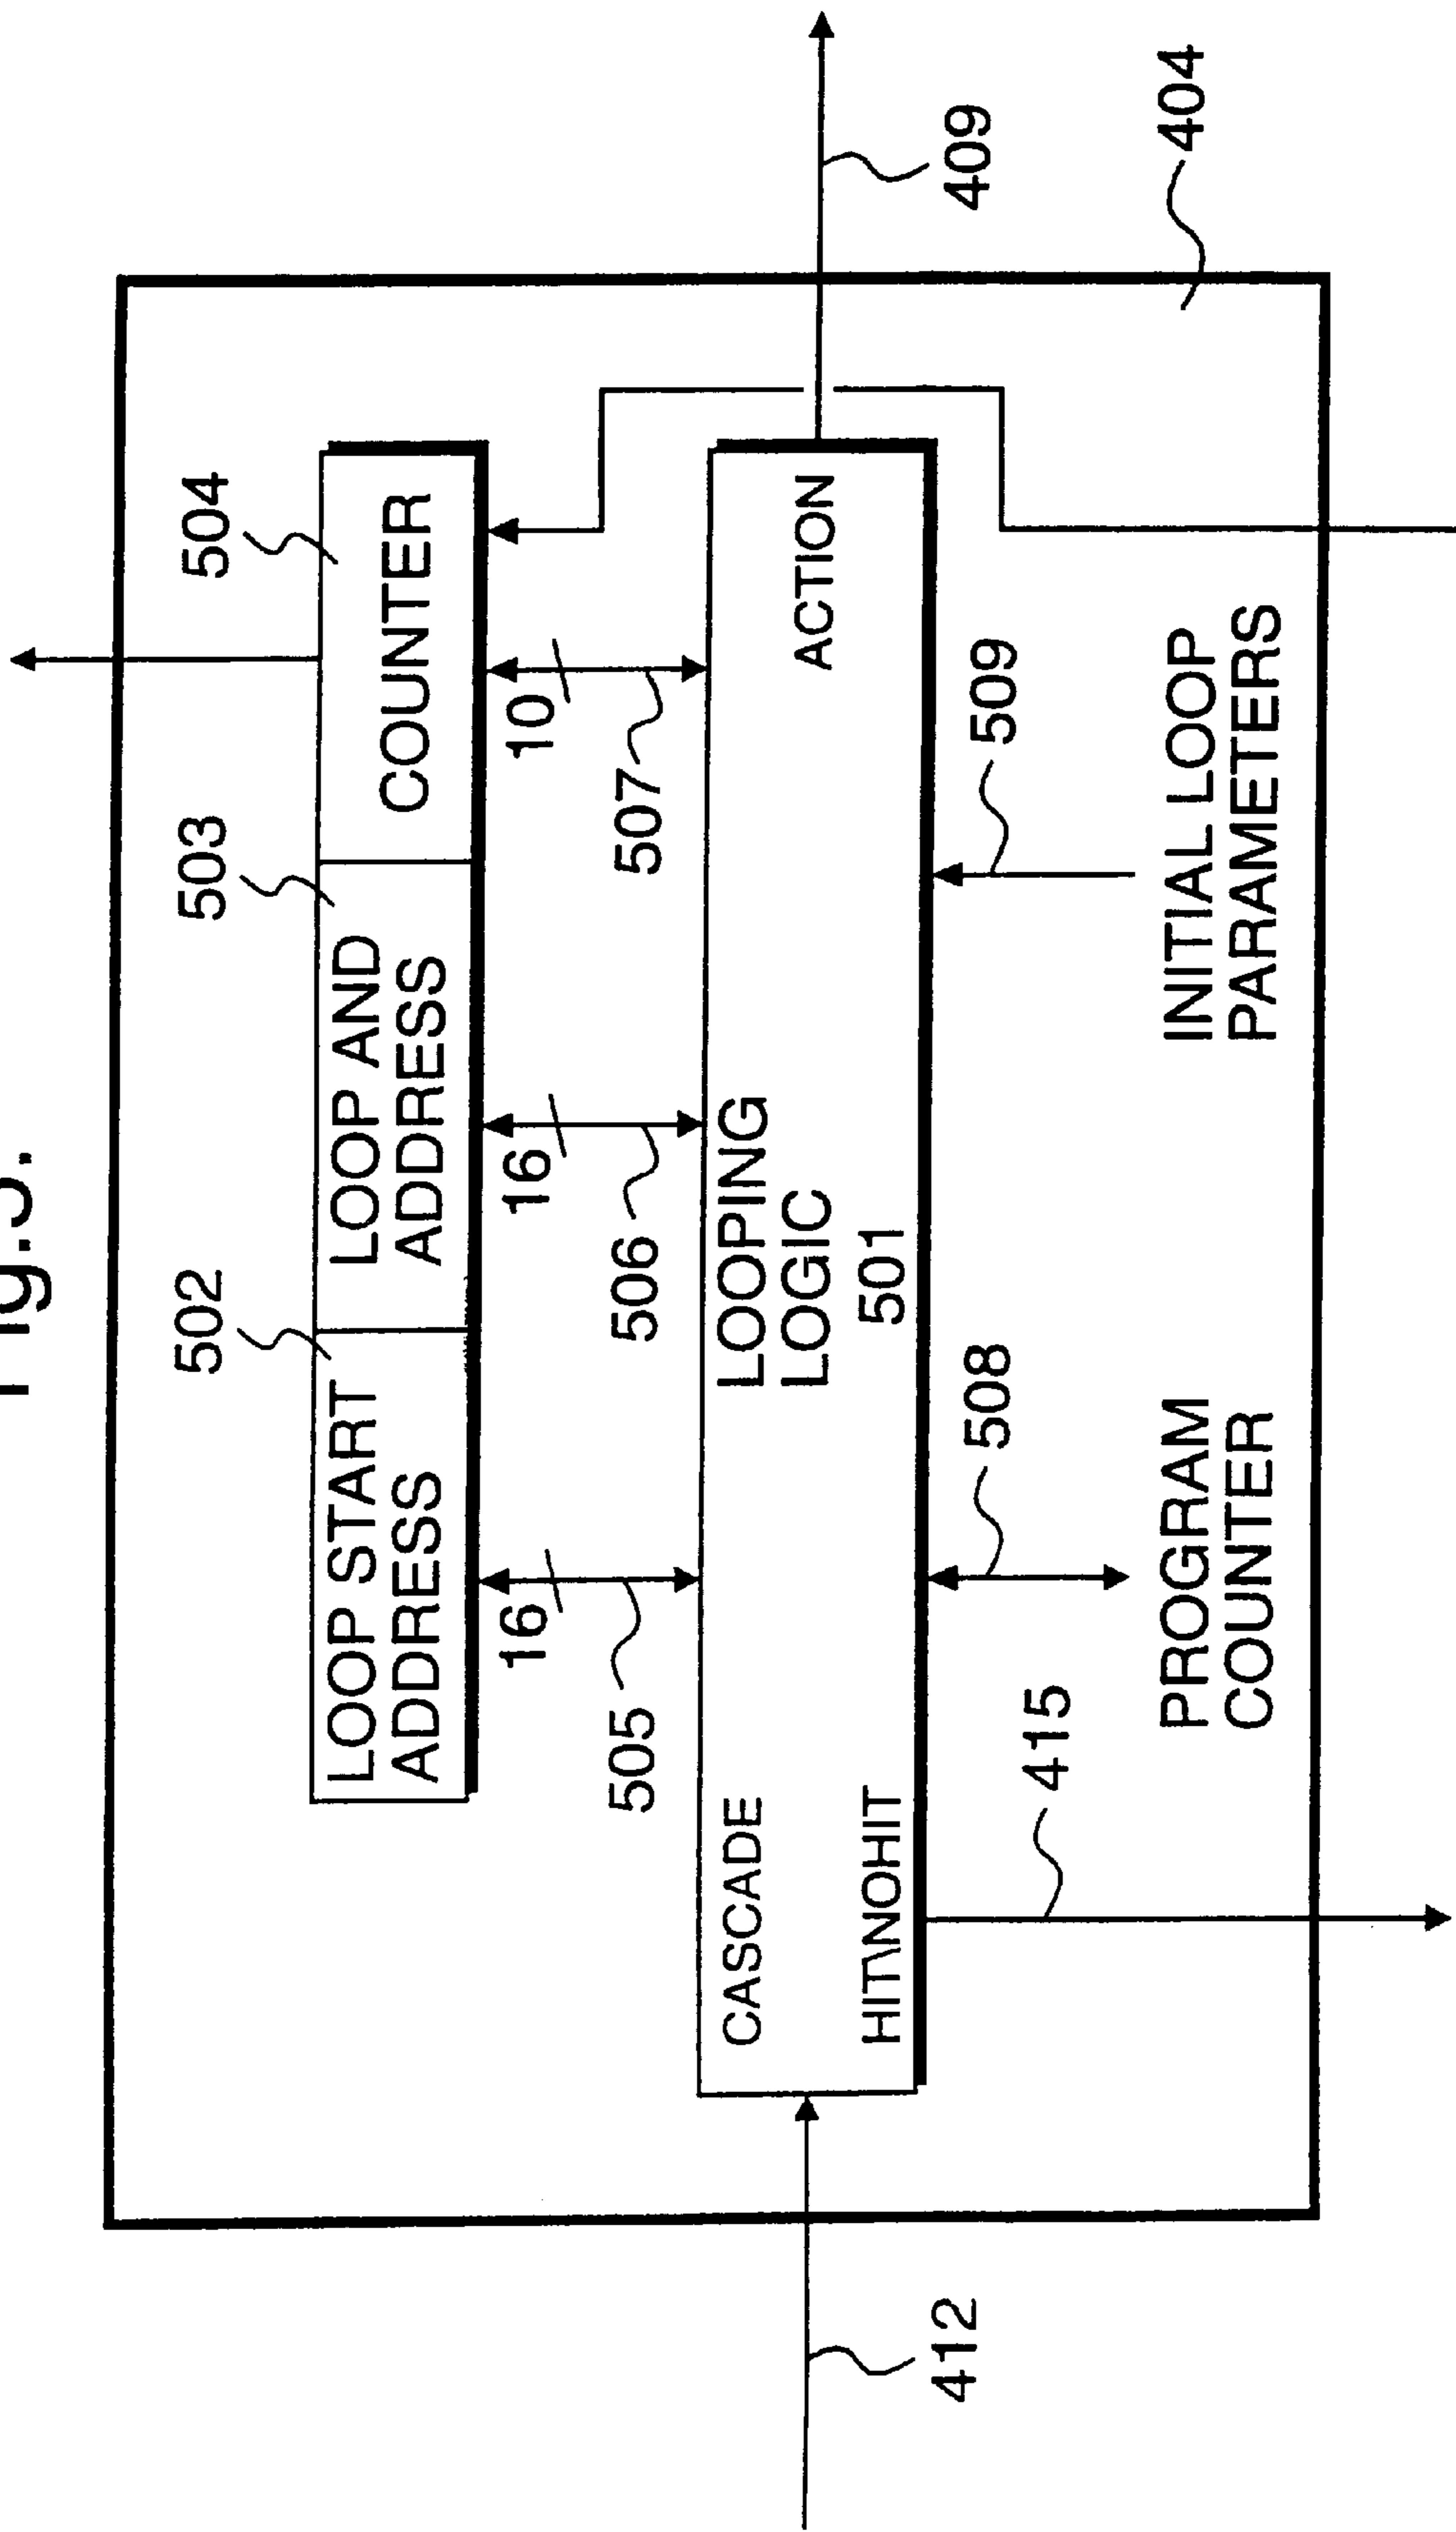 Fig.5.
502
503
504
LOOP START
ADDRESS
LOOP AND
ADDRESS
COUNTER
16
16
10
505
506
507
CASCADE
LOOPING
LOGIC
501
ACTION
HIT\NOHIT
412
409
415
508
509
PROGRAM
COUNTER
INITIAL LOOP
PARAMETERS
404